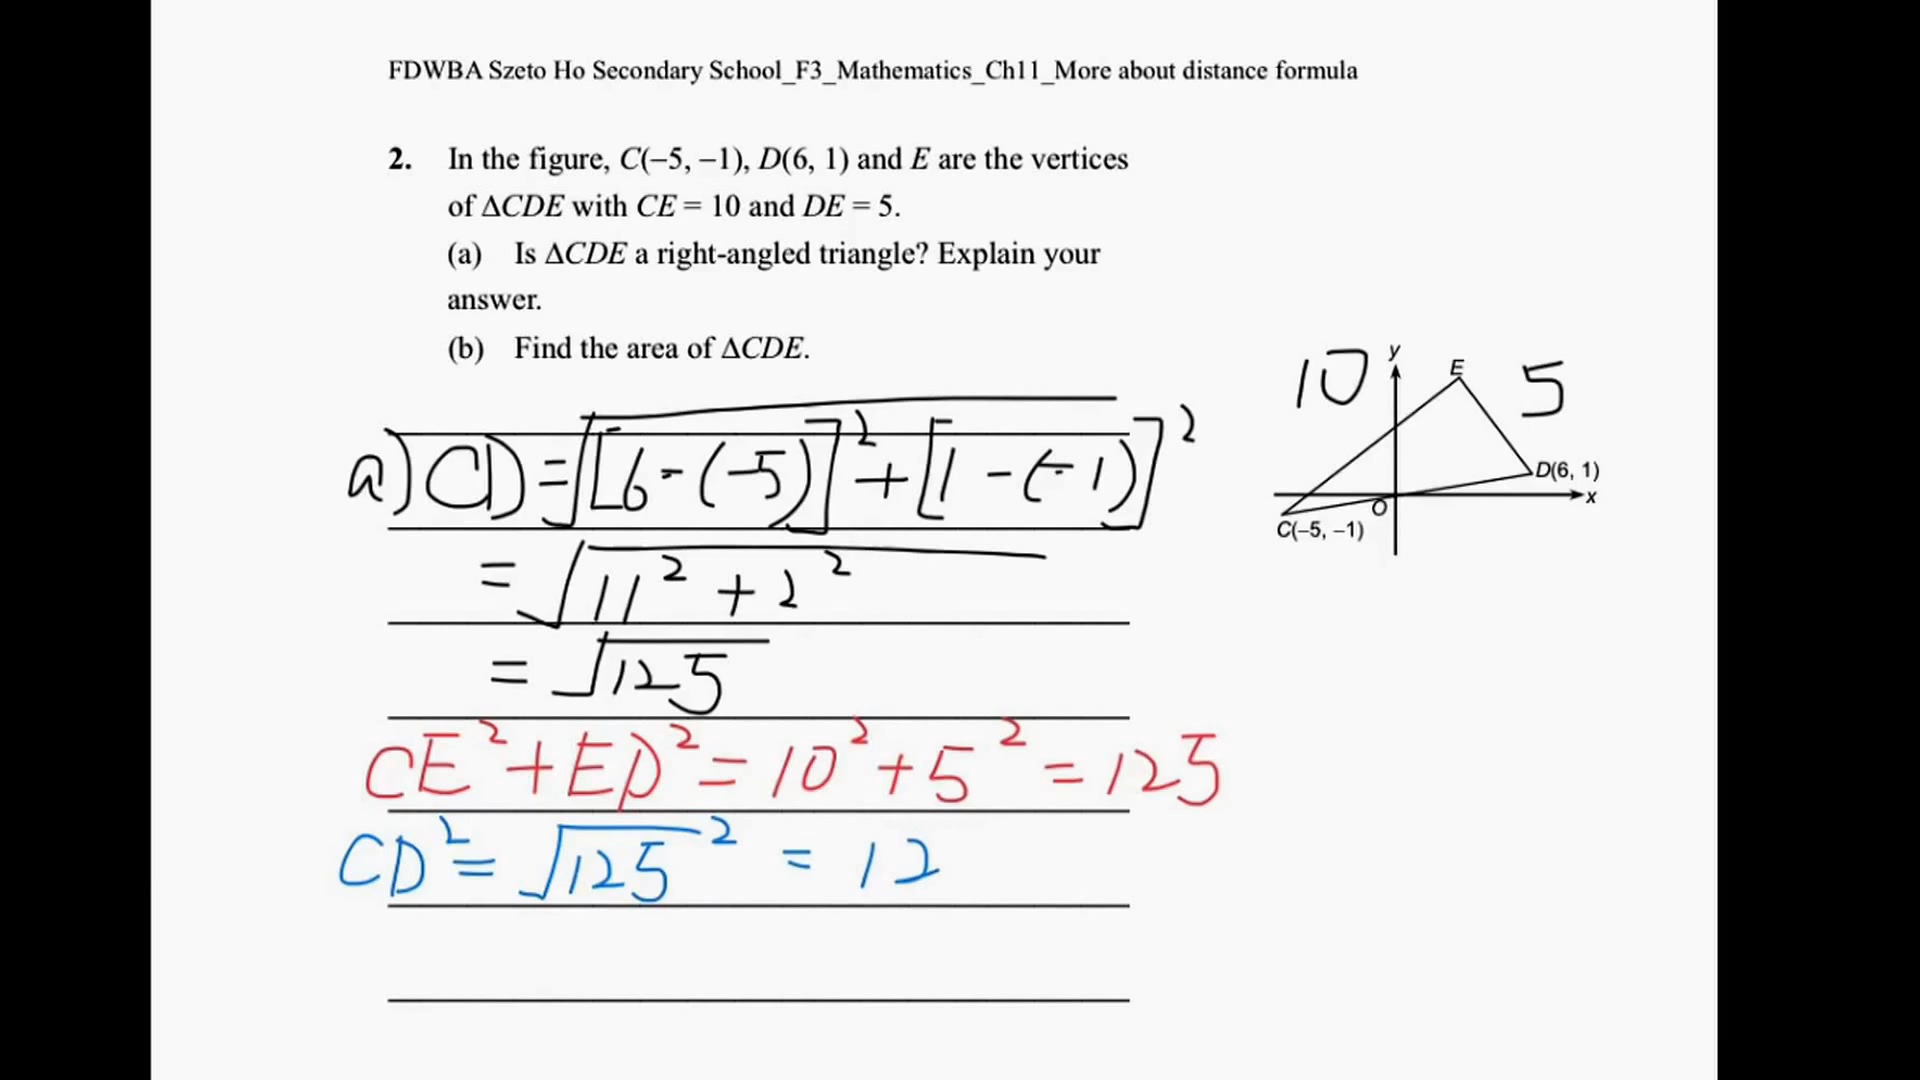 FDWBA Szeto Ho Secondary School_F3_Mathematics_Ch11_More about distance formula
2. In the figure, C(−5, −1), D(6, 1) and E are the vertices
of ΔCDE with CE = 10 and DE = 5.
(a) Is ΔCDE a right-angled triangle? Explain your
answer.
(b) Find the area of ΔCDE.
10
5
y
E
D(6, 1)
x
O
C(−5, −1)
a) CD = √[6 - (-5)]² + [1 - (-1)]²
= √11² + 2²
= √125
CE² + ED² = 10² + 5² = 125
CD² = √125² = 12